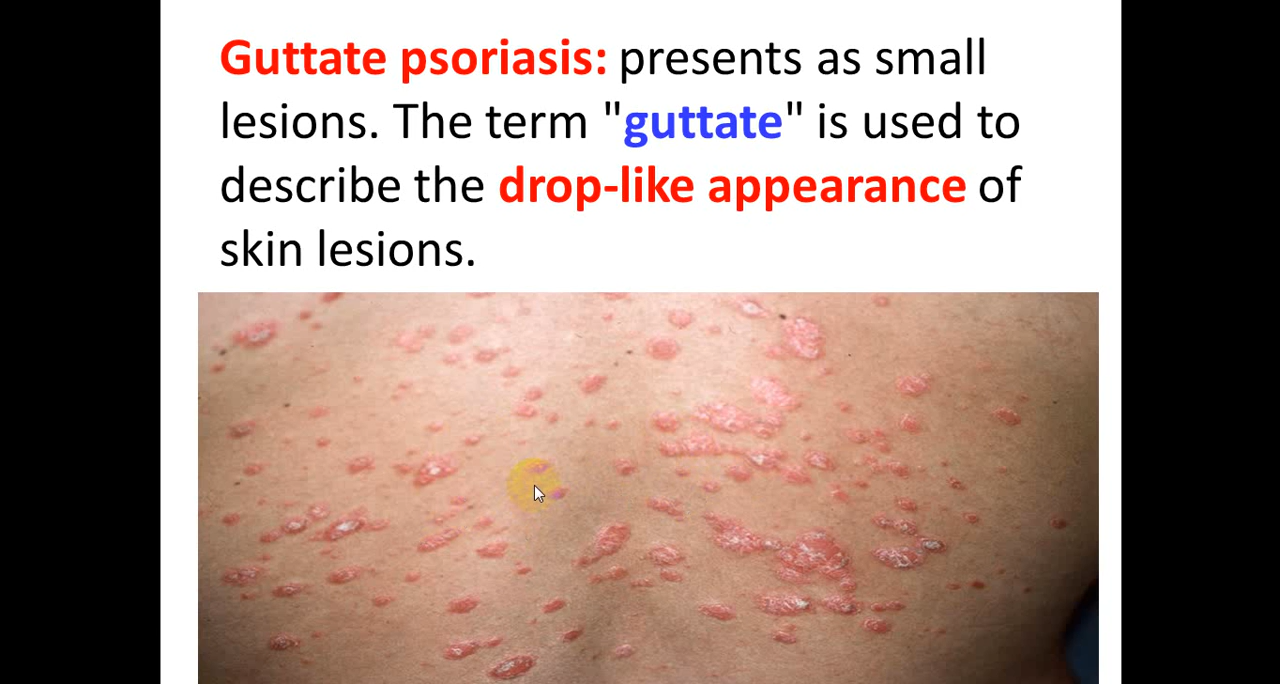 Guttate psoriasis: presents as small
lesions. The term "guttate" is used to
describe the drop-like appearance of
skin lesions.